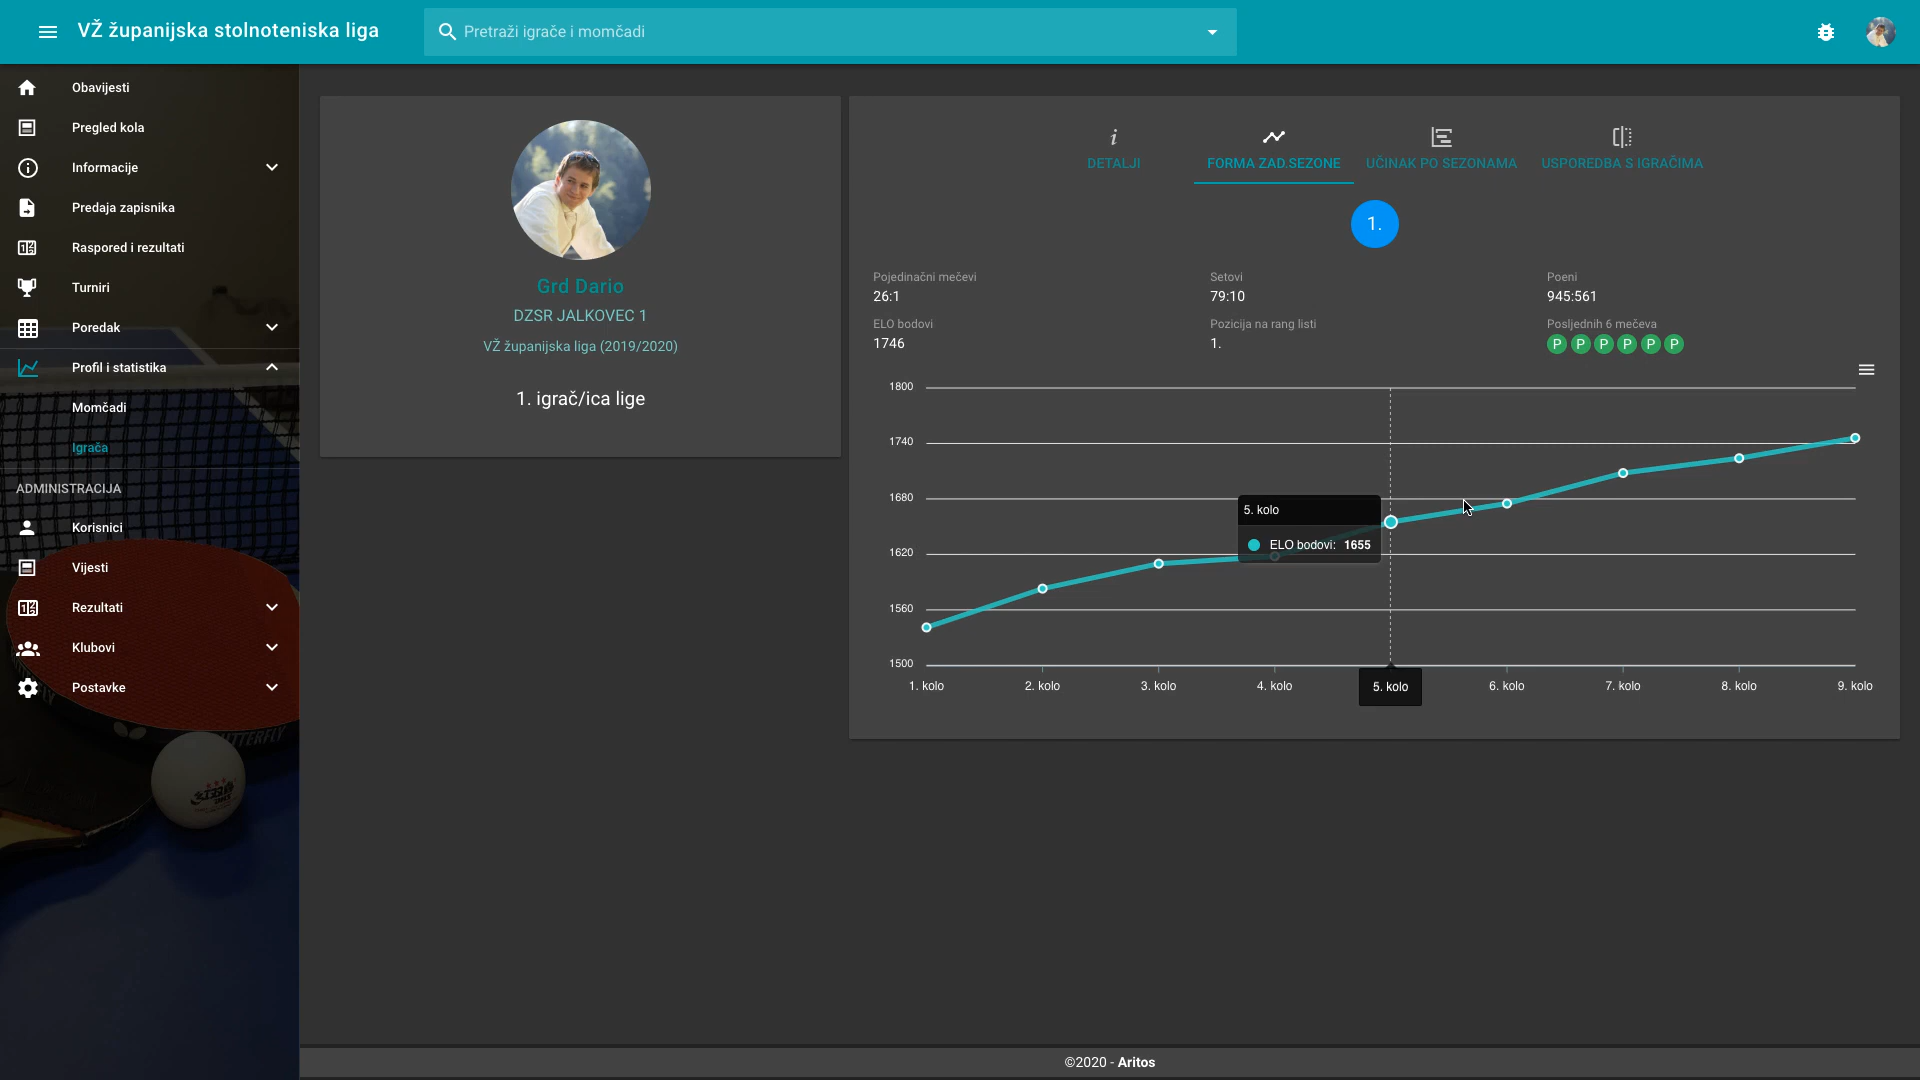 VŽ županijska stolnoteniska liga
Pretraži igrače i momčadi
Obavijesti
Pregled kola
Informacije
Predaja zapisnika
Raspored i rezultati
Turniri
Poredak
Profil i statistika
Momčadi
Igrača
ADMINISTRACIJA
Korisnici
Vijesti
Rezultati
Klubovi
Postavke
Grd Dario
DZSR JALKOVEC 1
VŽ županijska liga (2019/2020)
1. igrač/ica lige
DETALJI
FORMA ZAD.SEZONE
UČINAK PO SEZONAMA
USPOREDBA S IGRAČIMA
1.
Pojedinačni mečevi
26:1
Setovi
79:10
Poeni
945:561
ELO bodovi
1746
Pozicija na rang listi
1.
Posljednih 6 mečeva
P P P P P P
1800
1740
1680
1620
1560
1500
5. kolo
ELO bodovi: 1655
1. kolo
2. kolo
3. kolo
4. kolo
5. kolo
6. kolo
7. kolo
8. kolo
9. kolo
©2020 - Aritos